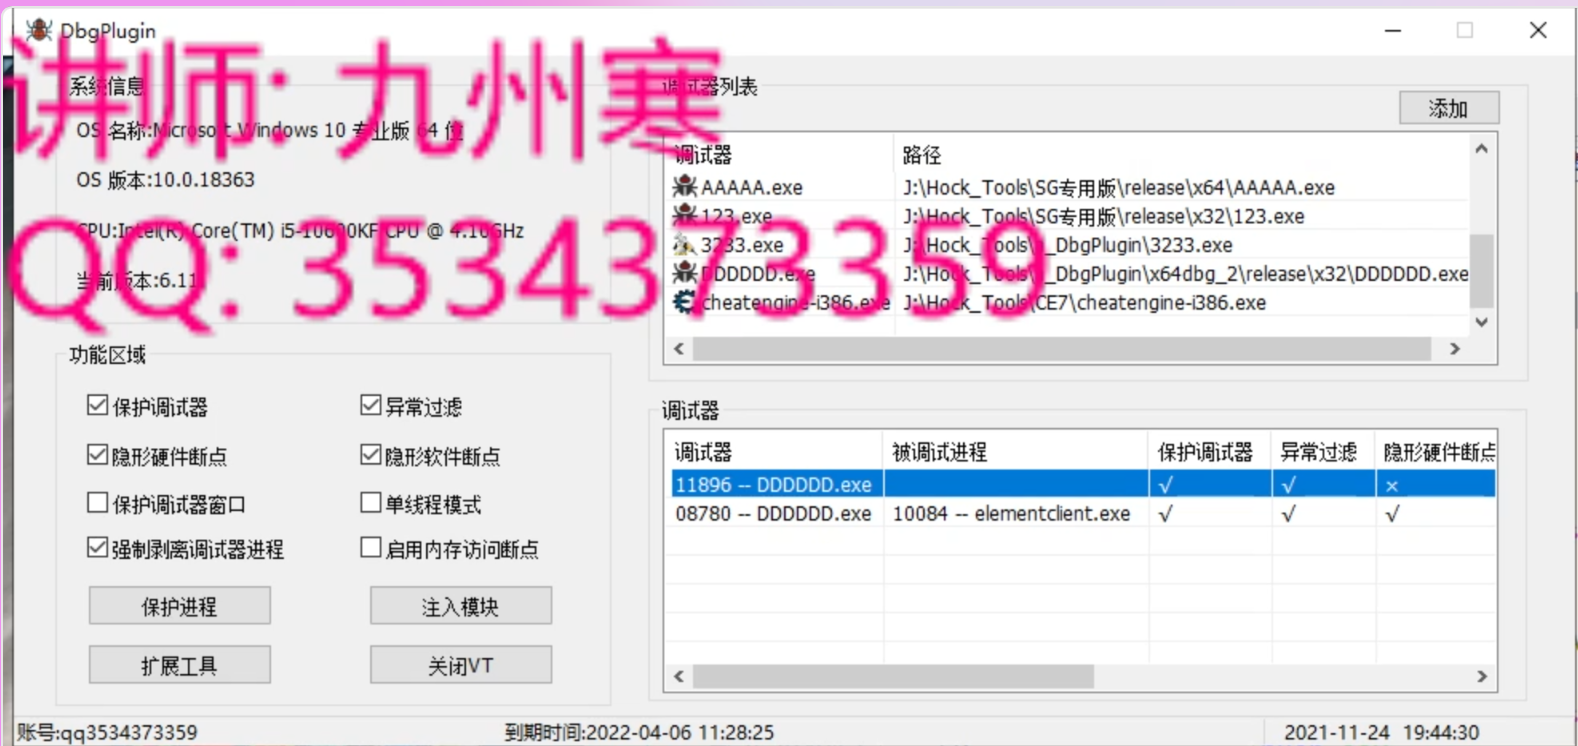 DbgPlugin
讲师: 九州寒
系统信息
OS 名称:Microsoft Windows 10 专业版 64 位
OS 版本:10.0.18363
CPU:Intel(R) Core(TM) i5-10600KF CPU @ 4.10GHz
当前版本:6.11
QQ: 3534373359
调试器列表
添加
调试器 路径
AAAAA.exe J:\Hock_Tools\SG专用版\release\x64\AAAAA.exe
123.exe J:\Hock_Tools\SG专用版\release\x32\123.exe
3233.exe
DDDDDD.exe
cheatengine-i386.exe J:\Hock_Tools\CE7\cheatengine-i386.exe
功能区域
保护调试器 异常过滤
隐形硬件断点 隐形软件断点
保护调试器窗口 单线程模式
强制剥离调试器进程 启用内存访问断点
保护进程 注入模块
扩展工具 关闭VT
调试器
调试器 被调试进程 保护调试器 异常过滤 隐形硬件断点
11896 -- DDDDDD.exe √ √ ×
08780 -- DDDDDD.exe 10084 -- elementclient.exe √ √ √
账号:qq3534373359 到期时间:2022-04-06 11:28:25 2021-11-24 19:44:30